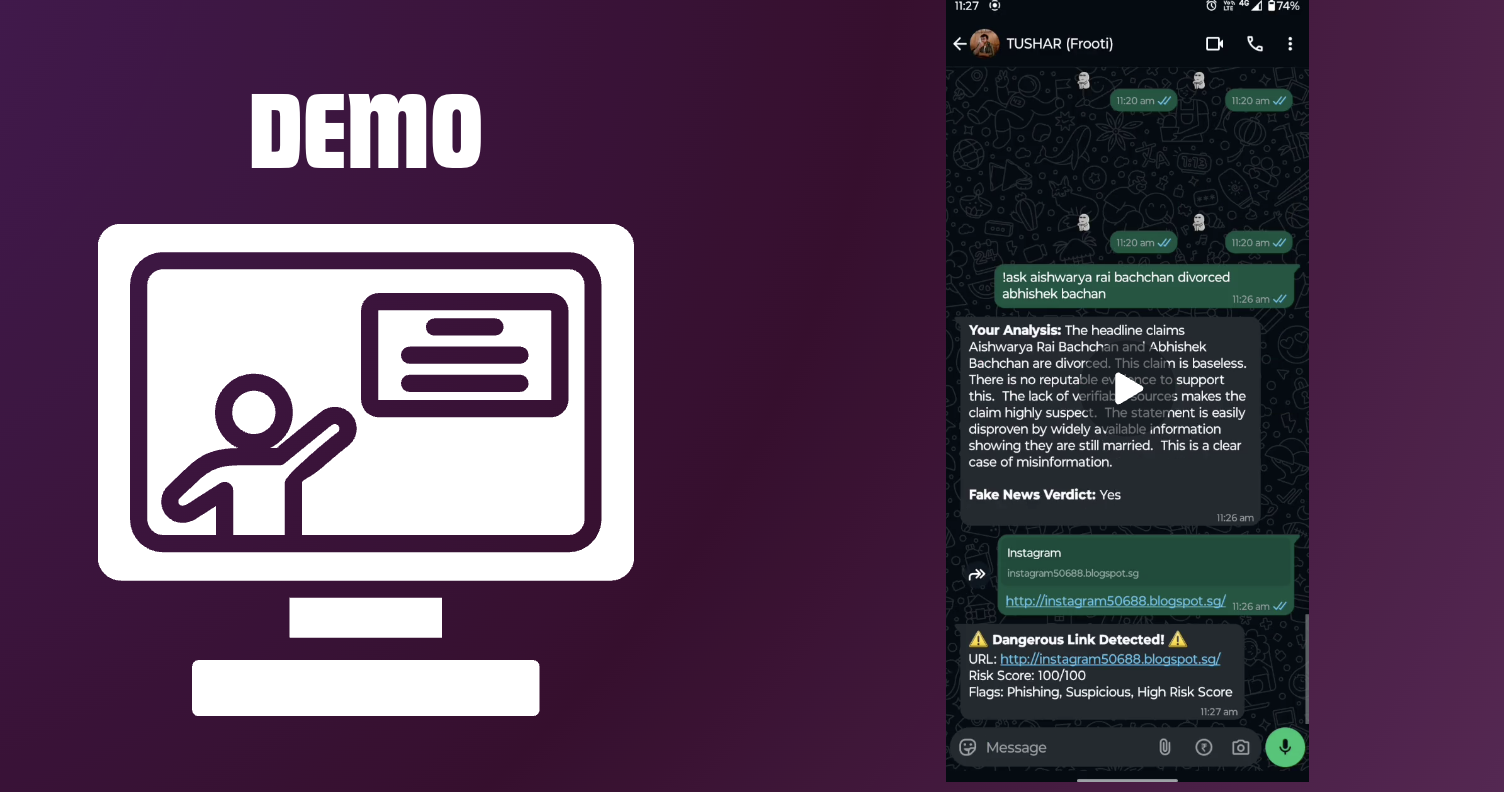 DEMO
11:27 Vo)) LTE 4G 74%
TUSHAR (Frooti)
11:20 am 11:20 am
11:20 am 11:20 am
!ask aishwarya rai bachchan divorced
abhishek bachan
11:26 am
Your Analysis: The headline claims
Aishwarya Rai Bachchan and Abhishek
Bachchan are divorced. This claim is baseless.
There is no reputable evidence to support
this. The lack of verifiable sources makes the
claim highly suspect. The statement is easily
disproven by widely available information
showing they are still married. This is a clear
case of misinformation.
Fake News Verdict: Yes
11:26 am
Instagram
instagram50688.blogspot.sg
http://instagram50688.blogspot.sg/ 11:26 am
⚠️ Dangerous Link Detected! ⚠️
URL: http://instagram50688.blogspot.sg/
Risk Score: 100/100
Flags: Phishing, Suspicious, High Risk Score
11:27 am
Message